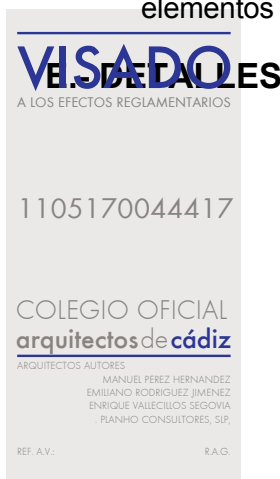 elementos
VISADO
E.- DETALLES
A LOS EFECTOS REGLAMENTARIOS
1105170044417
COLEGIO OFICIAL
arquitectos de cádiz
ARQUITECTOS AUTORES
MANUEL PEREZ HERNANDEZ
EMILIANO RODRIGUEZ JIMENEZ
ENRIQUE VALLECILLOS SEGOVIA
. PLANHO CONSULTORES, SLP,
REF. A.V.: R.A.G.